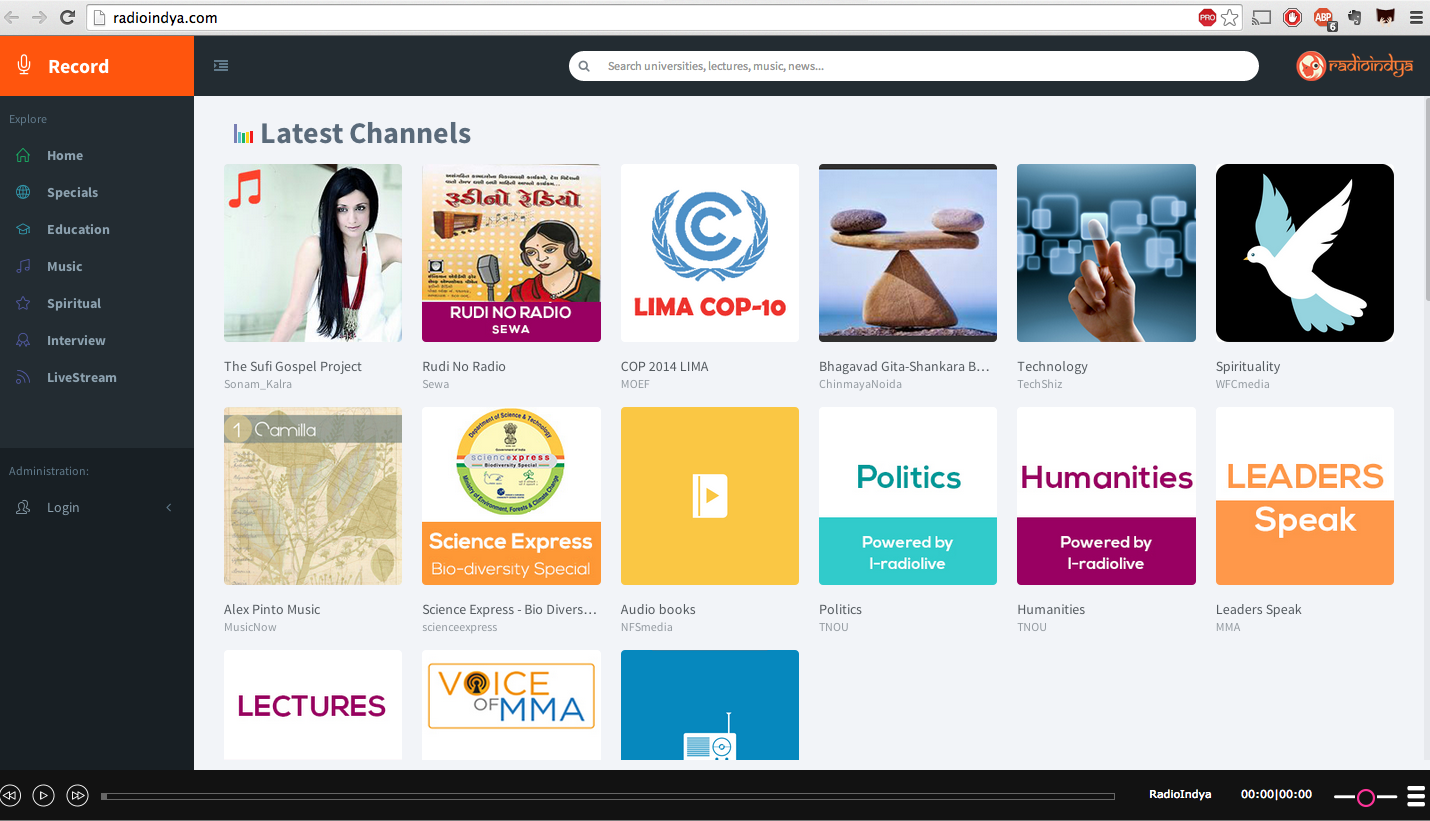 radioindya.com
PRO
ABP
6
Record
Search universities, lectures, music, news...
radioindya
Explore
Home
Specials
Education
Music
Spiritual
Interview
LiveStream
Administration:
Login
Latest Channels
રૂડીનો રેડિયો
RUDI NO RADIO
SEWA
LIMA COP-10
The Sufi Gospel Project
Sonam_Kalra
Rudi No Radio
Sewa
COP 2014 LIMA
MOEF
Bhagavad Gita-Shankara B...
ChinmayaNoida
Technology
TechShiz
Spirituality
WFCmedia
1 Camilla
Department of Science & Technology
Government of India
sciencexpress
Biodiversity Special
Ministry of Environment, Forests & Climate Change
Science Express
Bio-diversity Special
Politics
Powered by
I-radiolive
Humanities
Powered by
I-radiolive
LEADERS
Speak
Alex Pinto Music
MusicNow
Science Express - Bio Divers...
scienceexpress
Audio books
NFSmedia
Politics
TNOU
Humanities
TNOU
Leaders Speak
MMA
LECTURES
VOICE
OF MMA
RadioIndya
00:00|00:00